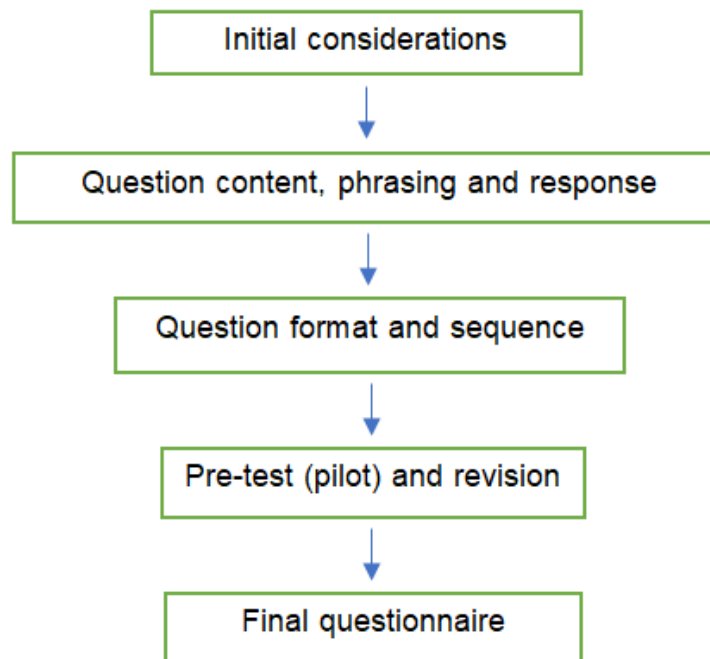 Initial considerations
Question content, phrasing and response
Question format and sequence
Pre-test (pilot) and revision
Final questionnaire